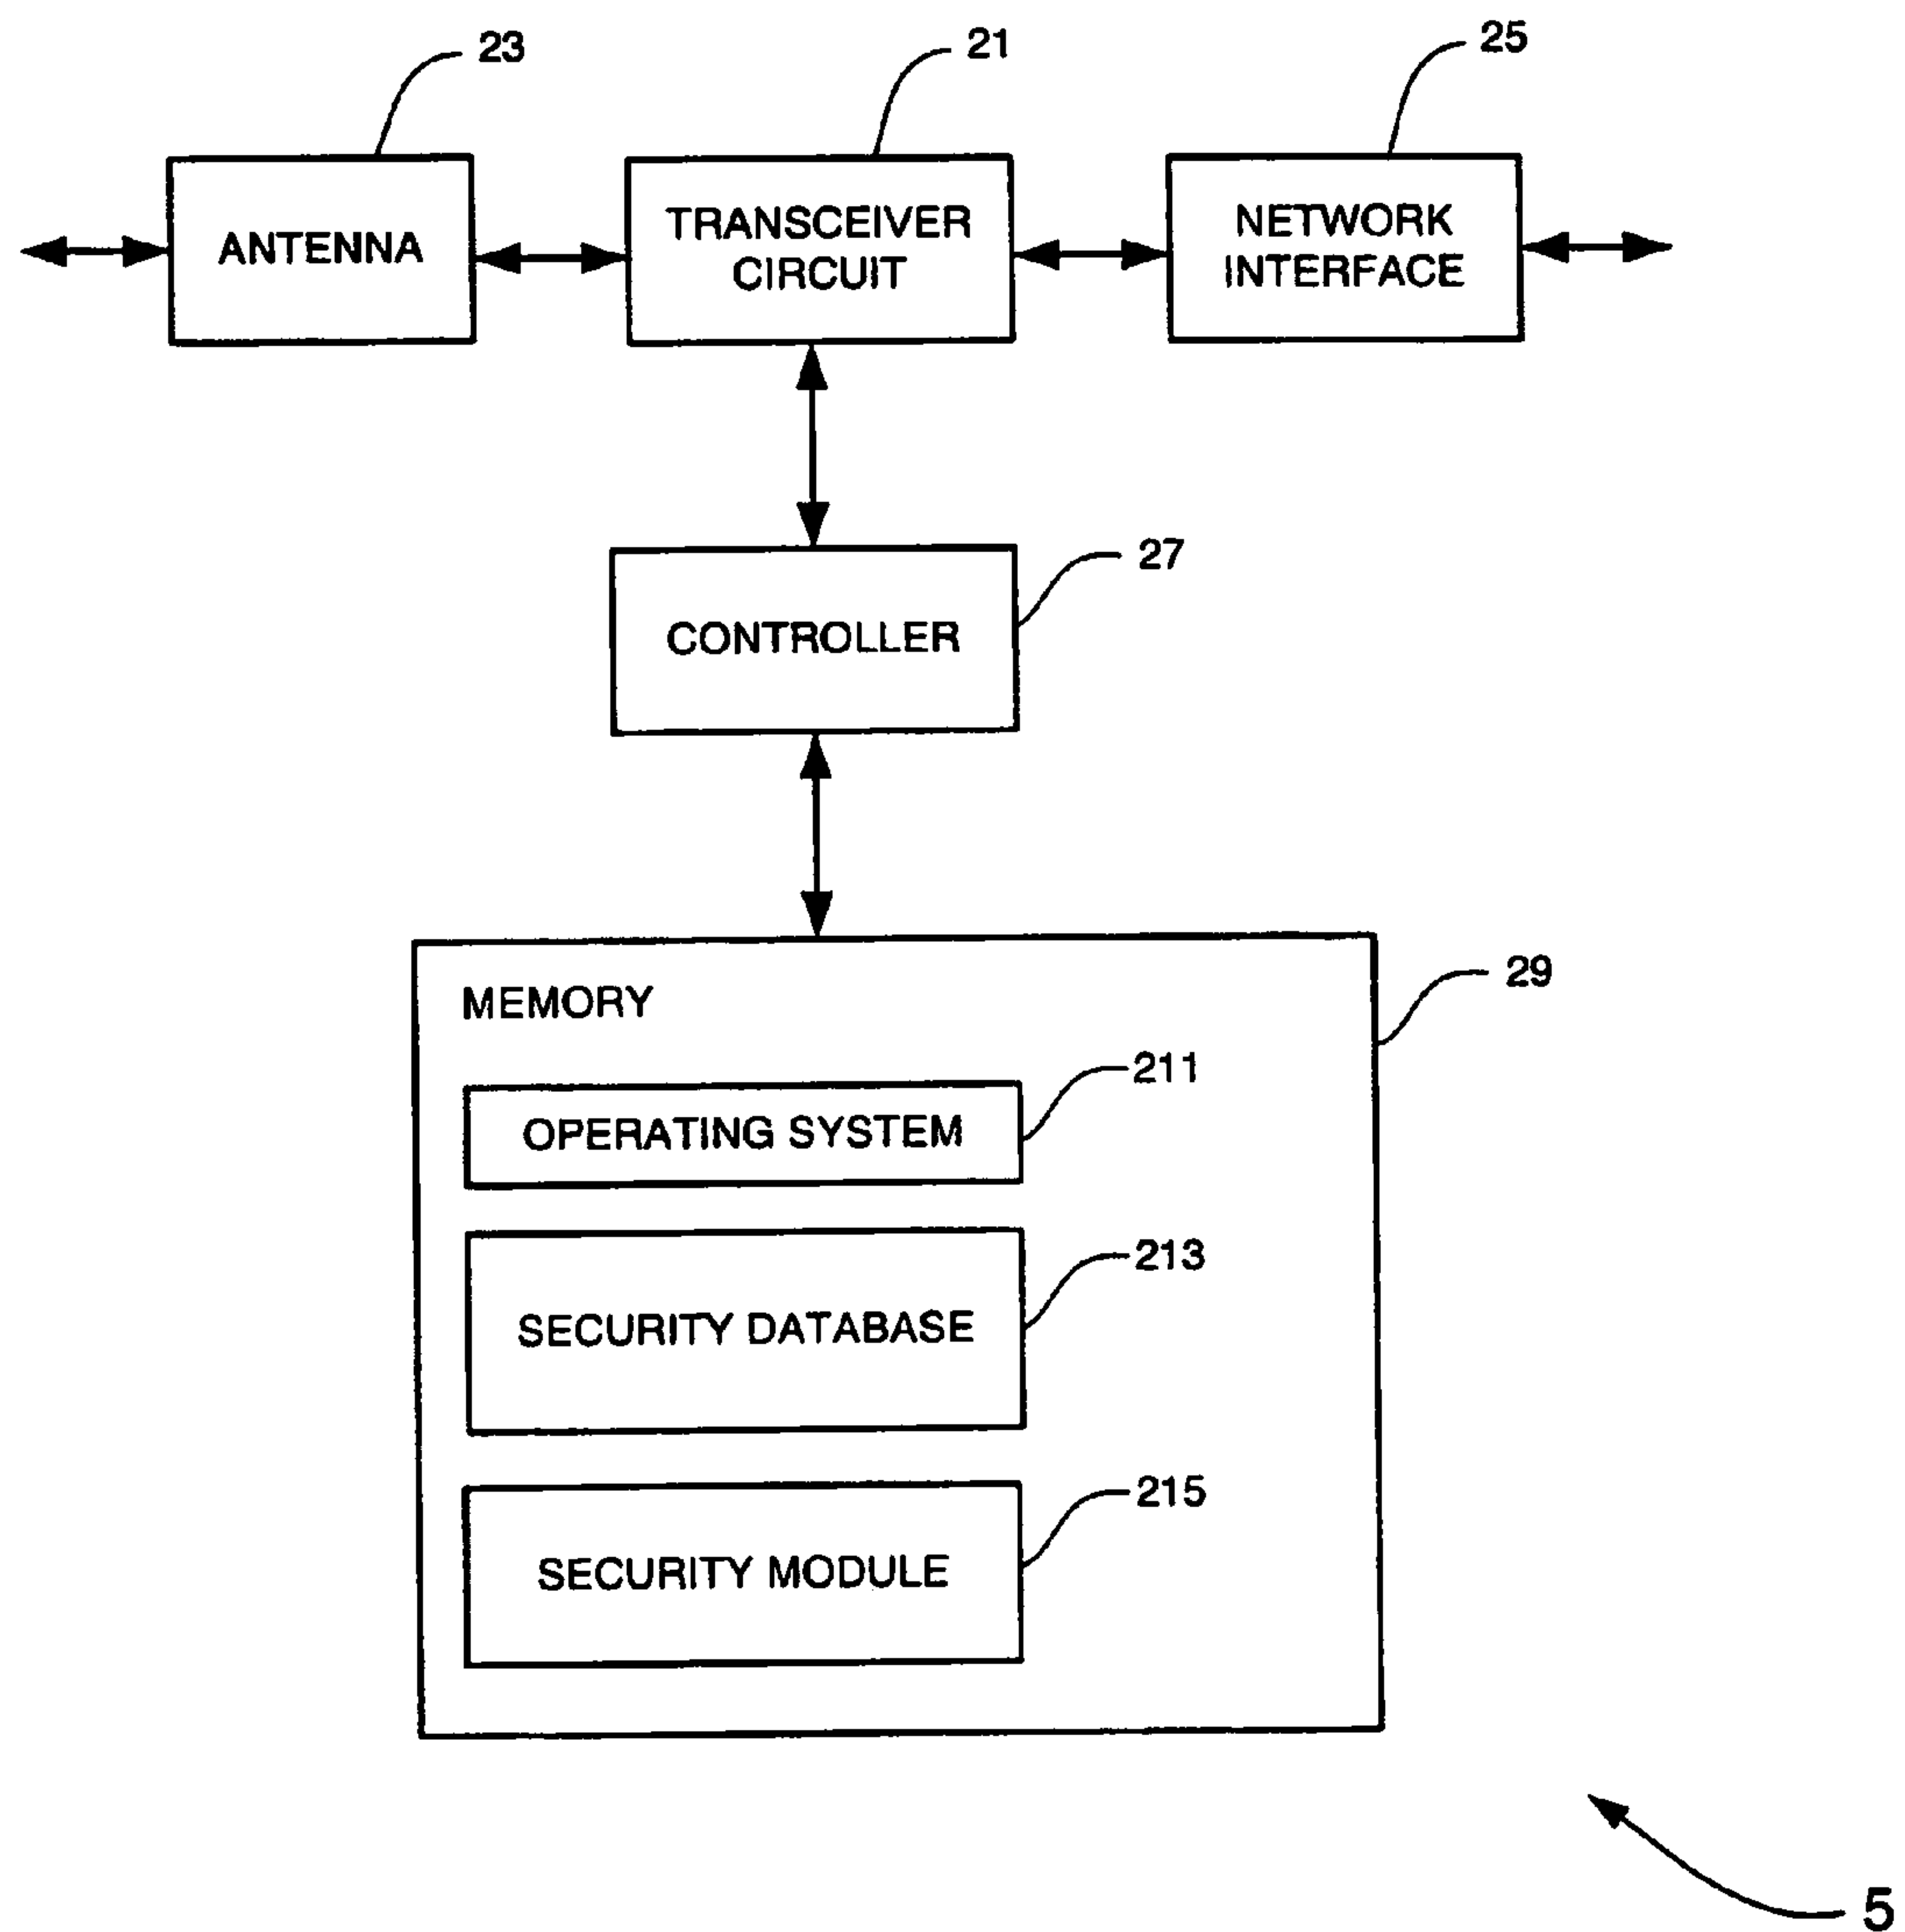 23
21
25
ANTENNA
TRANSCEIVER
CIRCUIT
NETWORK
INTERFACE
27
CONTROLLER
29
MEMORY
211
OPERATING SYSTEM
213
SECURITY DATABASE
215
SECURITY MODULE
5